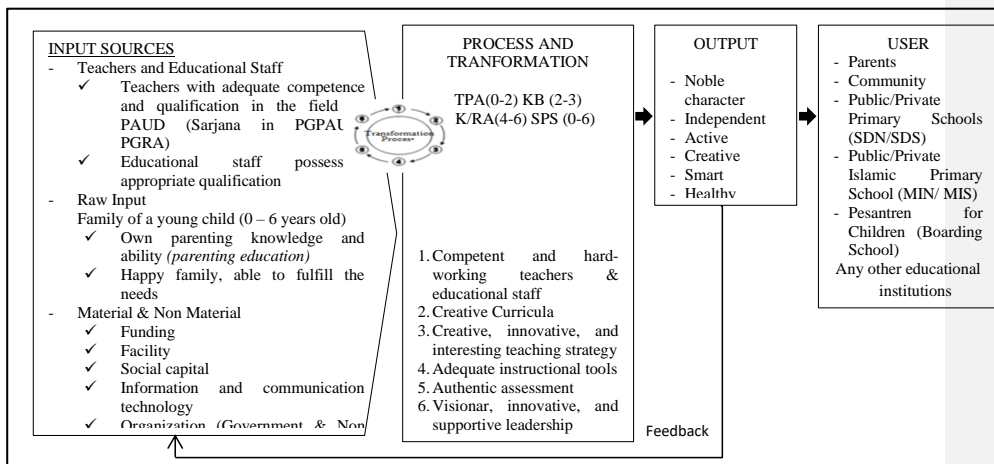 INPUT SOURCES
- Teachers and Educational Staff
✓ Teachers with adequate competence
and qualification in the field
PAUD (Sarjana in PGPAU
PGRA)
✓ Educational staff possess
appropriate qualification
- Raw Input
Family of a young child (0 – 6 years old)
✓ Own parenting knowledge and
ability (parenting education)
✓ Happy family, able to fulfill the
needs
- Material & Non Material
✓ Funding
✓ Facility
✓ Social capital
✓ Information and communication
technology
✓ Organization (Government & Non
Transformation
Process
PROCESS AND
TRANFORMATION
TPA(0-2) KB (2-3)
K/RA(4-6) SPS (0-6)
1. Competent and hard-
working teachers &
educational staff
2. Creative Curricula
3. Creative, innovative, and
interesting teaching strategy
4. Adequate instructional tools
5. Authentic assessment
6. Visionar, innovative, and
supportive leadership
OUTPUT
- Noble
character
- Independent
- Active
- Creative
- Smart
- Healthy
USER
- Parents
- Community
- Public/Private
Primary Schools
(SDN/SDS)
- Public/Private
Islamic Primary
School (MIN/ MIS)
- Pesantren for
Children (Boarding
School)
Any other educational
institutions
Feedback